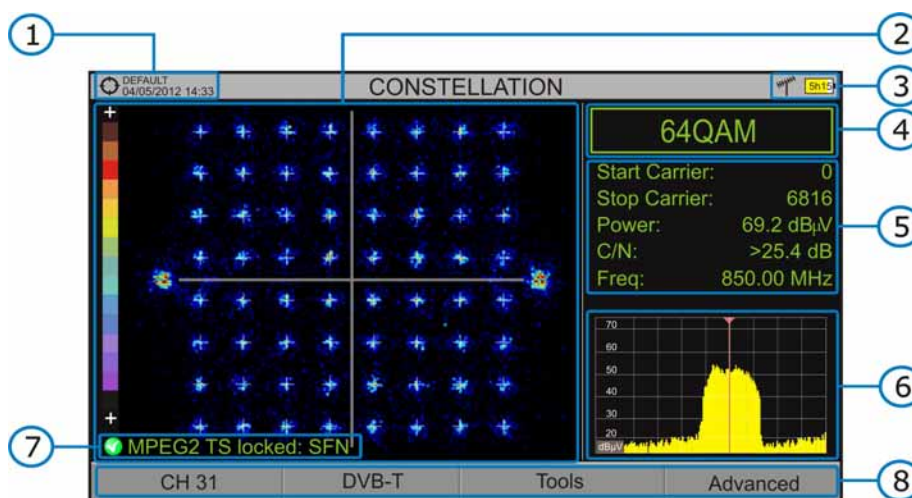 1
2
3
4
5
6
7
8
DEFAULT
04/05/2012 14:33
CONSTELLATION
5h15
64QAM
Start Carrier: 0
Stop Carrier: 6816
Power: 69.2 dBµV
C/N: >25.4 dB
Freq: 850.00 MHz
70
60
50
40
30
20
dBµV
MPEG2 TS locked: SFN
CH 31
DVB-T
Tools
Advanced